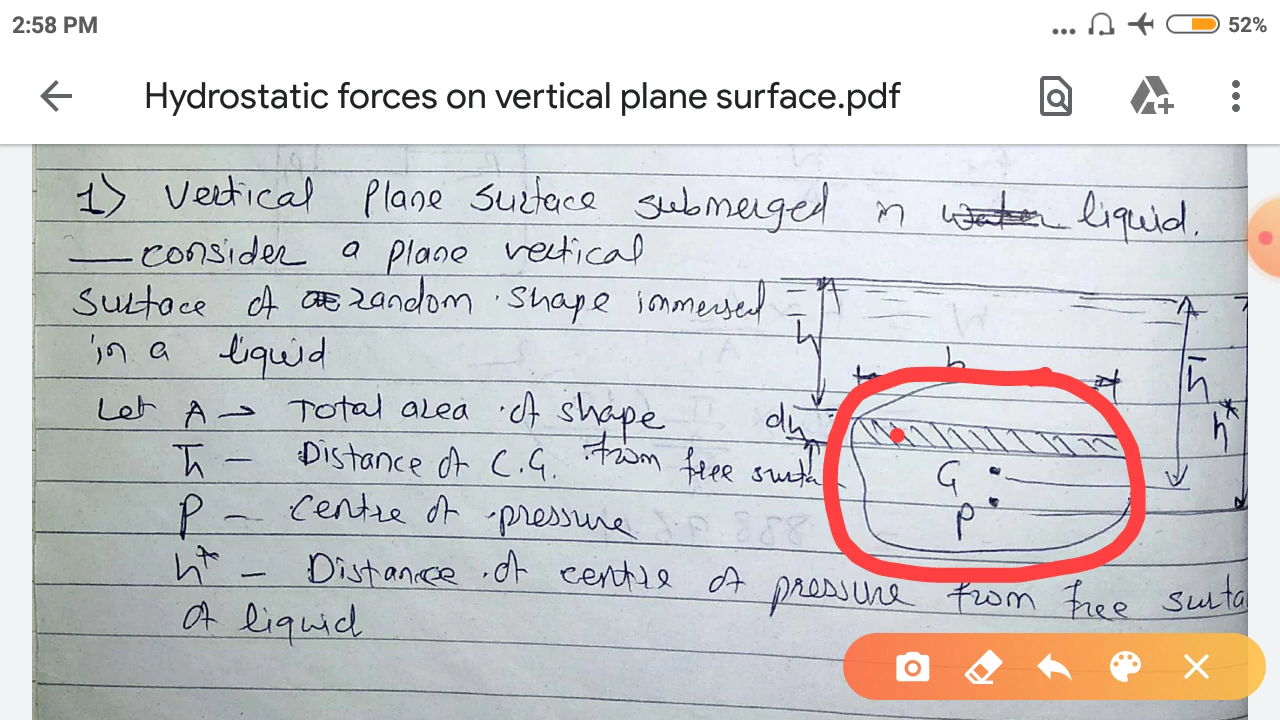 2:58 PM
... 52%
Hydrostatic forces on vertical plane surface.pdf
1) Vertical Plane Surface submerged in water liquid.
— consider a plane vertical
Surface of random shape immersed
in a liquid
Let A → Total area of shape
h̄ — Distance of C.G. from free surfa
P — Centre of pressure
h* — Distance of centre of pressure from free surfa
of liquid
h
b
dh
G
P
h̄
h*